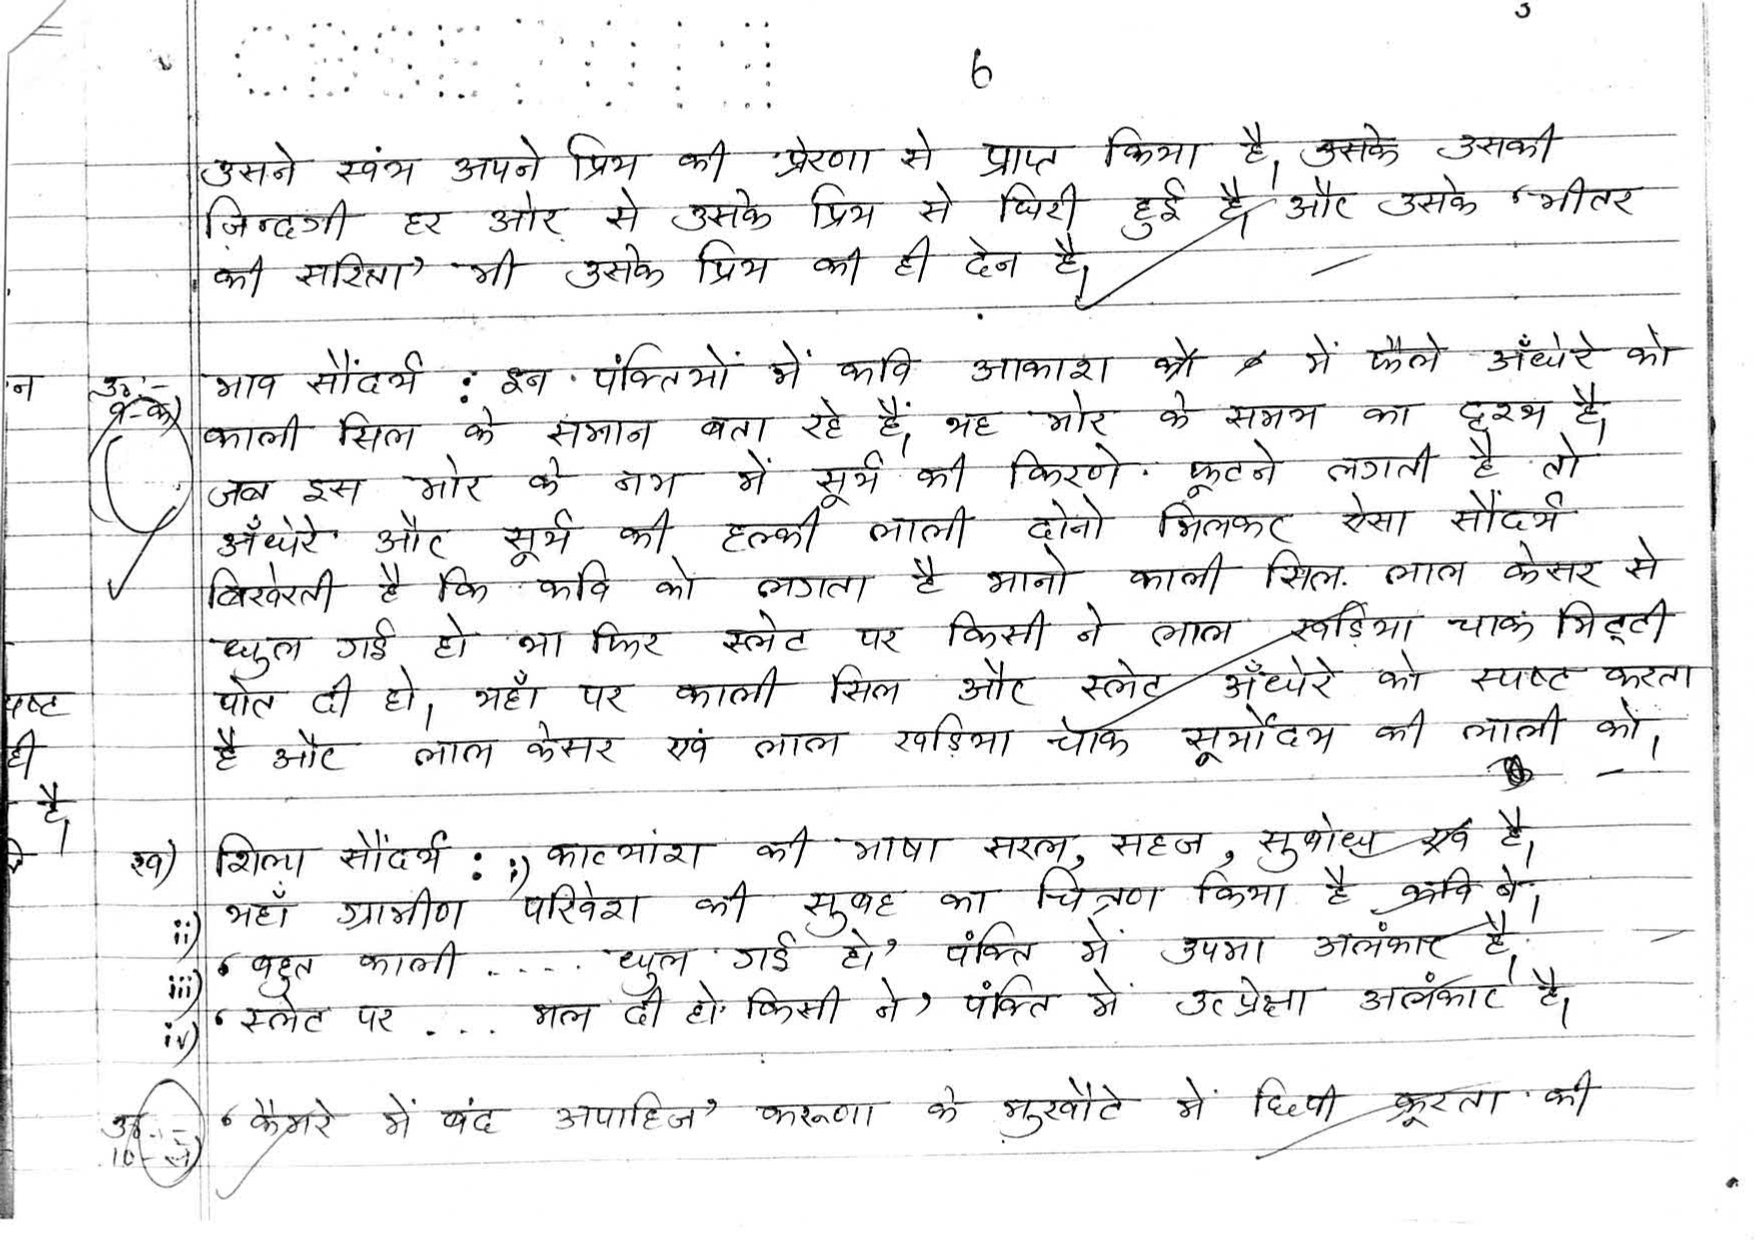 CBSE 2013
6
उसने स्वंय अपने प्रिय की प्रेरणा से प्राप्त किया है। उसके उसकी
ज़िन्दगी हर ओर से उसके प्रिय से घिरी हुई है। और उसके 'भीतर
की सरिता' भी उसके प्रिय की ही देन है।
न उ०:- 9-क) भाव सौंदर्य : इन पंक्तियों में कवि आकाश में फैले अँधेरे को
काली सिल के समान बता रहे हैं, यह भोर के समय का दृश्य है।
जब इस भोर के नभ में सूर्य की किरणे फूटने लगती है तो
अँधेरे और सूर्य की हल्की लाली दोनो मिलकर ऐसा सौंदर्य
बिखेरती है कि कवि को लगता है मानो काली सिल लाल केसर से
धुल गई हो या फिर स्लेट पर किसी ने लाल खड़िया चाक मिट्टी
ष्ट पोत दी हो। यहाँ पर काली सिल और स्लेट अँधेरे को स्पष्ट करता
ही है और लाल केसर एवं लाल खड़िया चाक सूर्योदय की लाली को।
है।
ख) शिल्प सौंदर्य : i) काव्यांश की भाषा सरल, सहज, सुबोध एवं है।
ii) यहाँ ग्रामीण परिवेश की सुबह का चित्रण किया है कवि ने।
iii) 'बहुत काली ..... धुल गई हो' पंक्ति में उपमा अलंकार है।
iv) 'स्लेट पर ... मल दी हो किसी ने' पंक्ति में उत्प्रेक्षा अलंकार है।
उ०:- 10- 'कैमरे में बंद अपाहिज' करुणा के मुखौटे में छिपी क्रूरता की